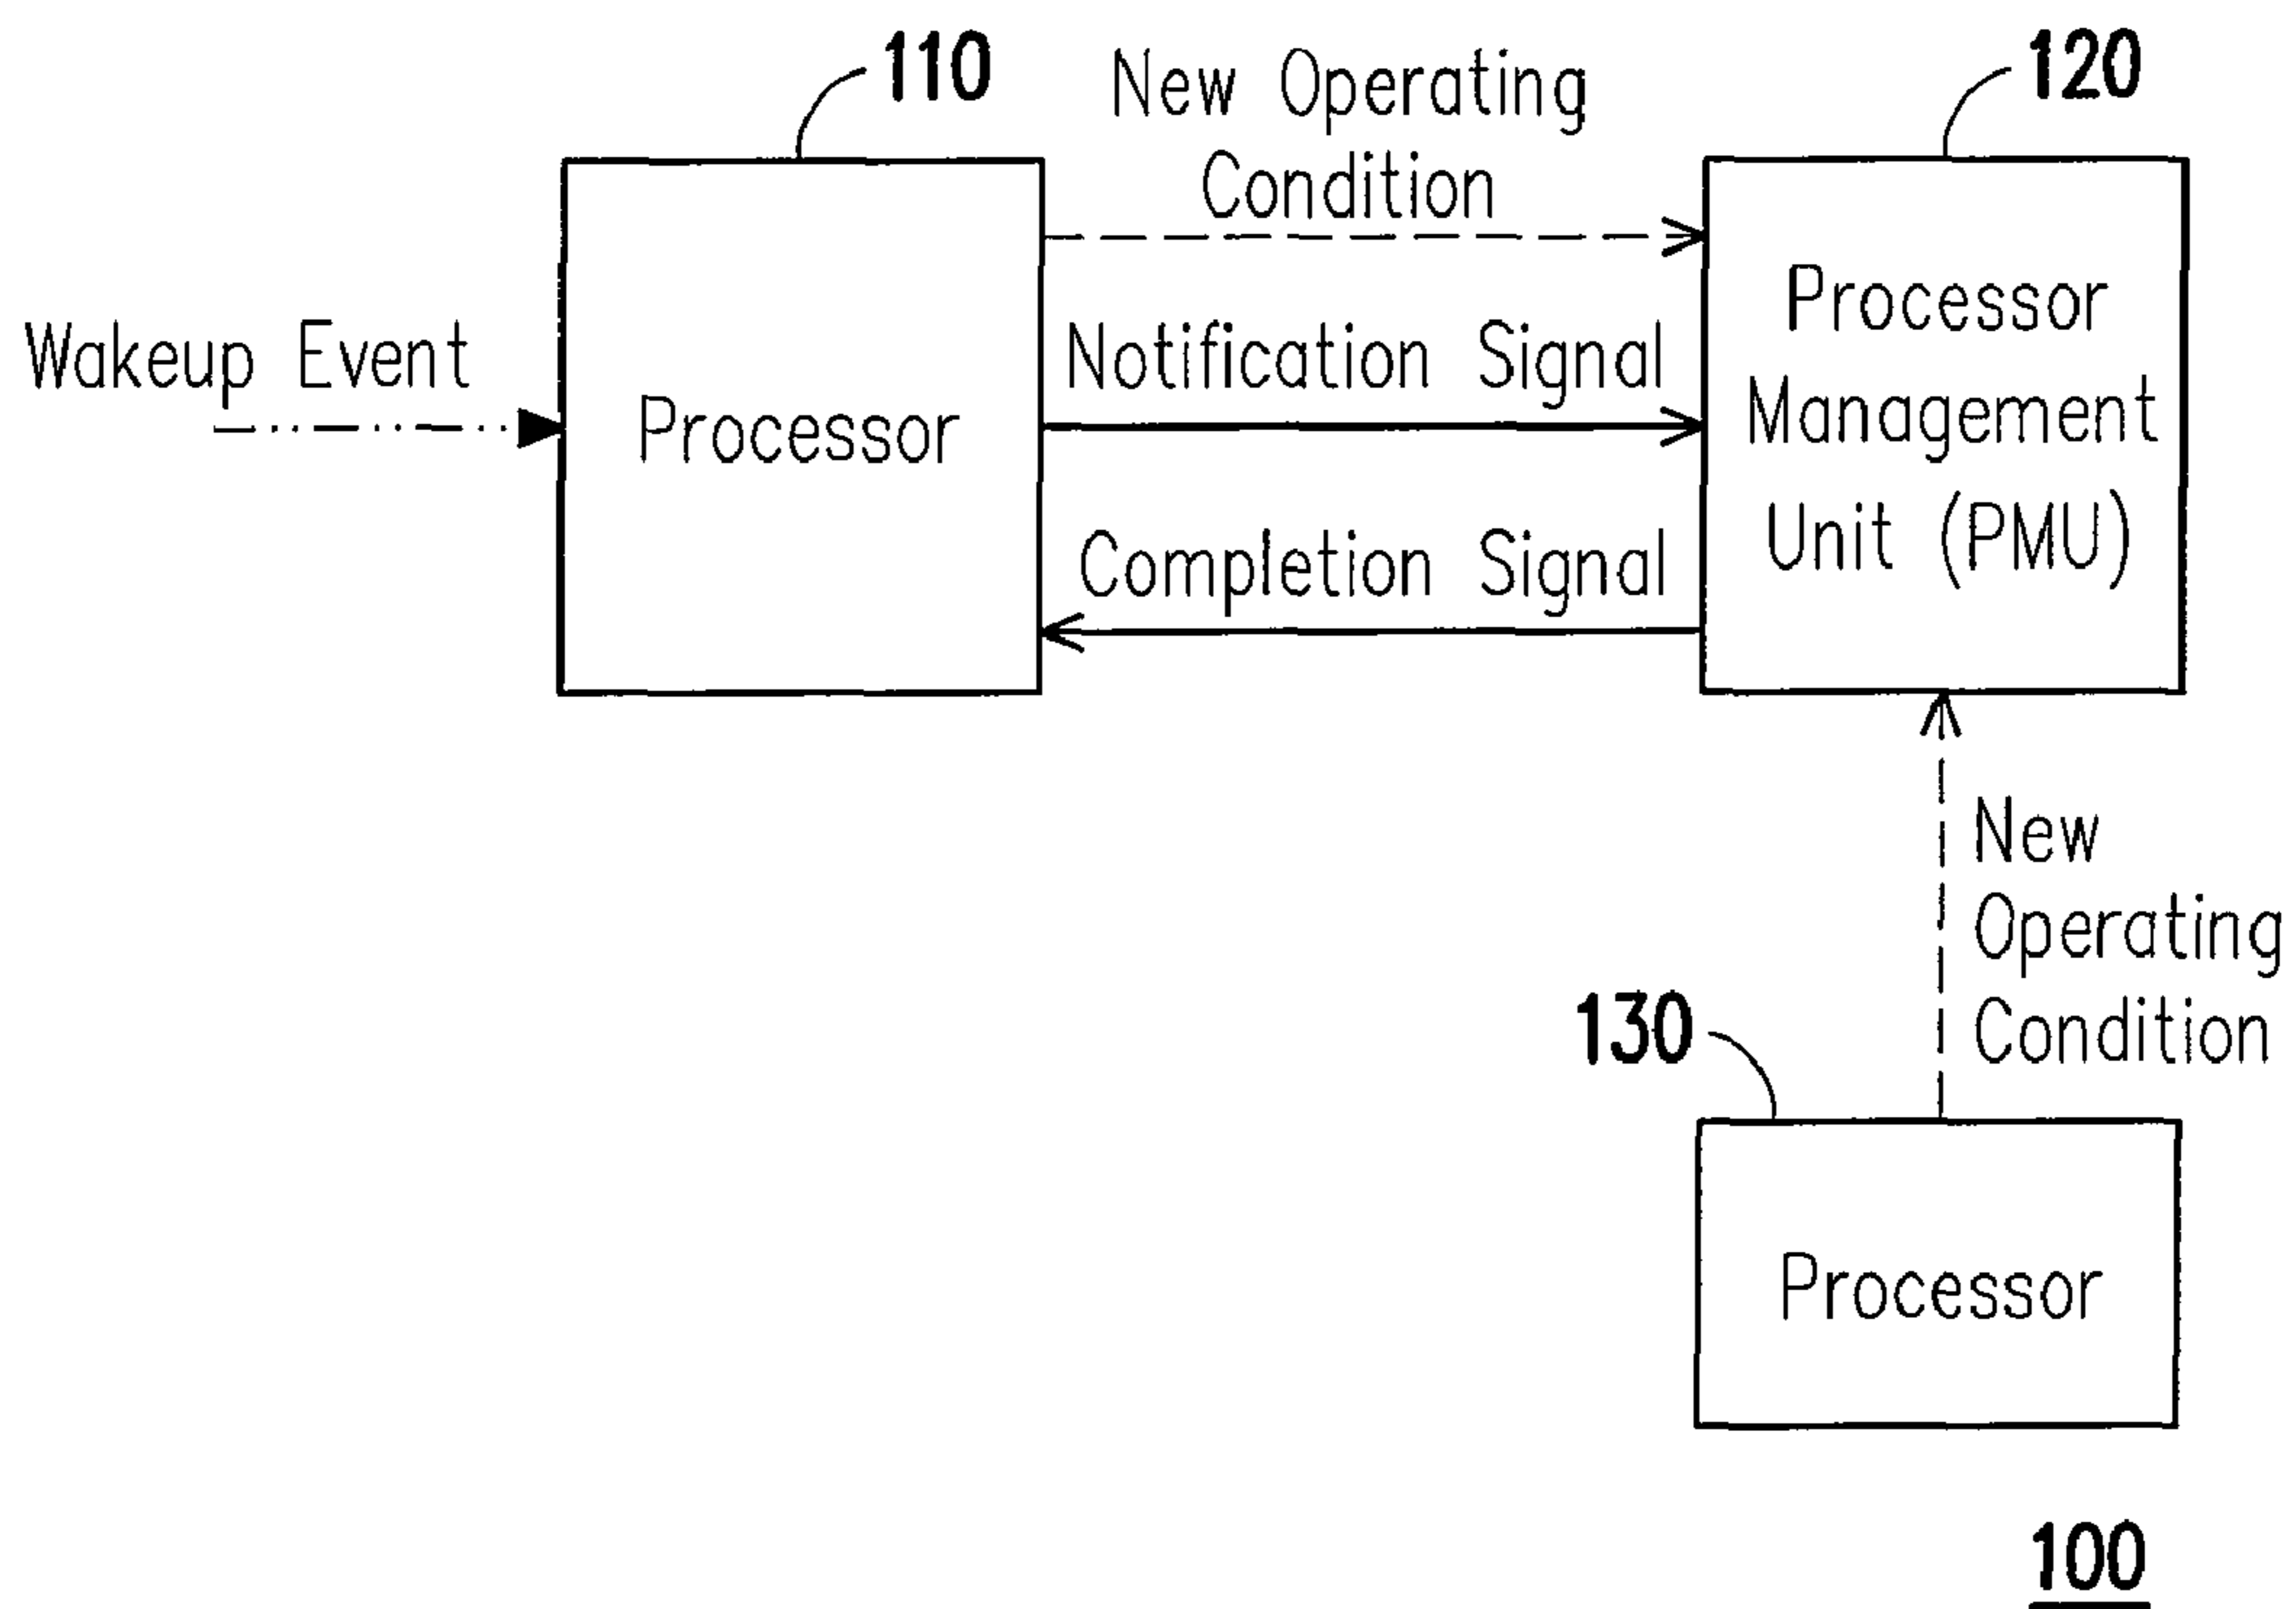 110
New Operating
Condition
120
Wakeup Event
Processor
Notification Signal
Completion Signal
Processor
Management
Unit (PMU)
New
Operating
Condition
130
Processor
100